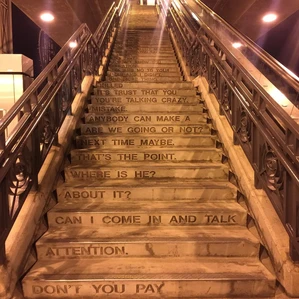 I TRUST THAT YOU
YOU'RE TALKING CRAZY.
MISTAKE.
ANYBODY CAN MAKE A
ARE WE GOING OR NOT?
NEXT TIME MAYBE.
THAT'S THE POINT.
WHERE IS HE?
ABOUT IT?
CAN I COME IN AND TALK
ATTENTION.
DON'T YOU PAY